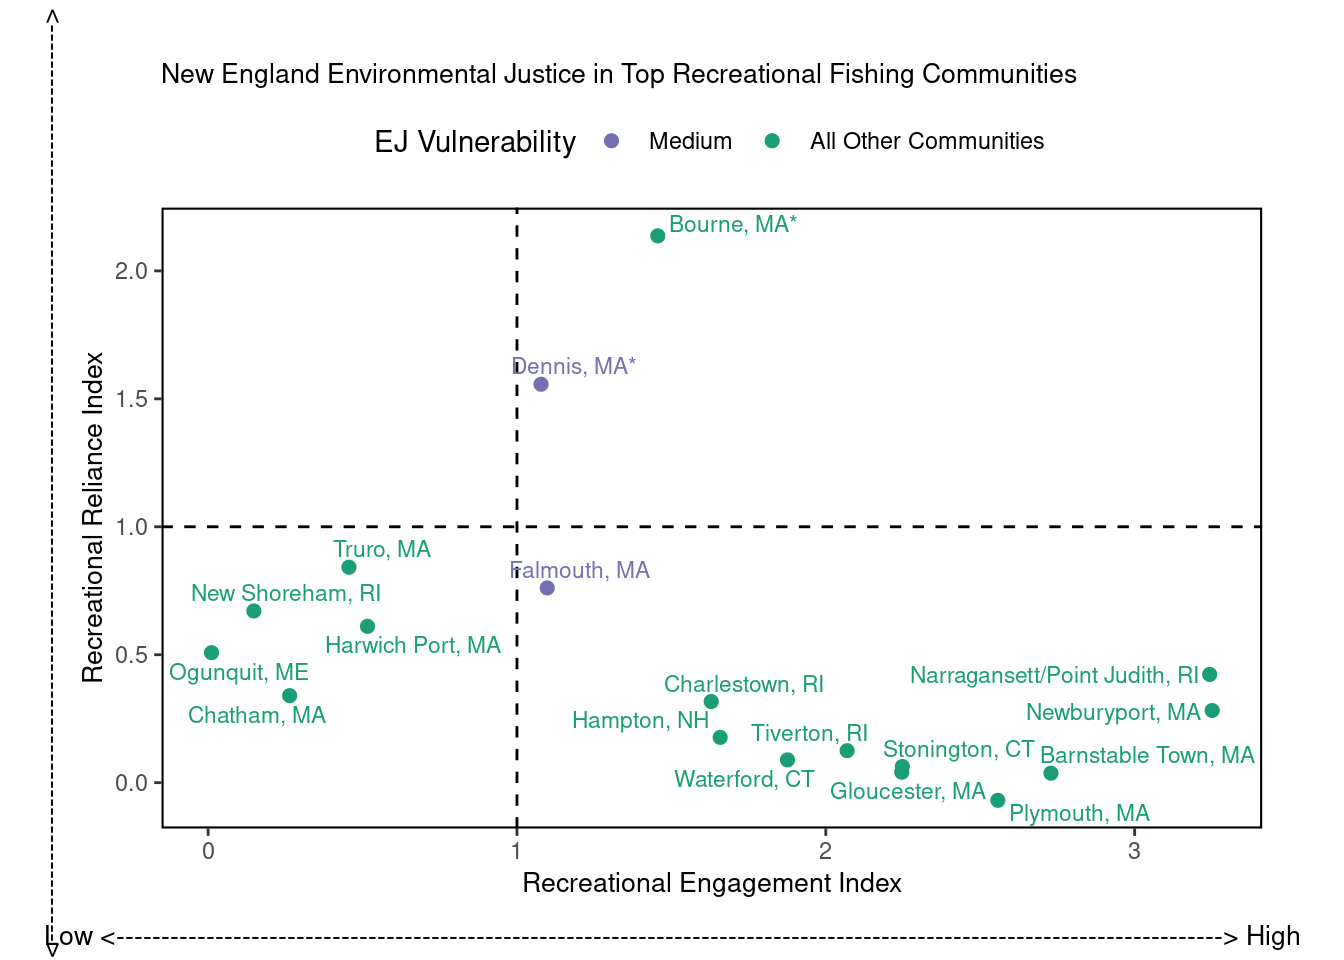 New England Environmental Justice in Top Recreational Fishing Communities
EJ Vulnerability Medium All Other Communities
Bourne, MA*
2.0
Dennis, MA*
1.5
1.0
Truro, MA
Falmouth, MA
New Shoreham, RI
Harwich Port, MA
0.5
Ogunquit, ME
Narragansett/Point Judith, RI
Charlestown, RI
Chatham, MA
Newburyport, MA
Hampton, NH
Tiverton, RI
Stonington, CT
Barnstable Town, MA
Waterford, CT
0.0
Gloucester, MA
Plymouth, MA
0 1 2 3
Recreational Reliance Index
Recreational Engagement Index
Low <--> High